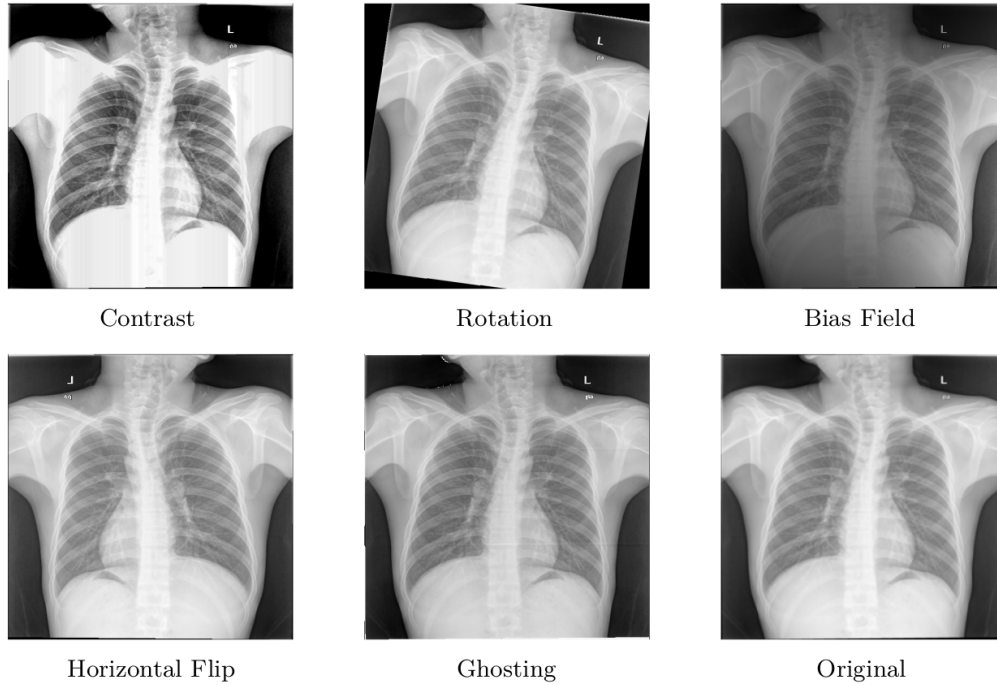 L
L
L
Contrast
Rotation
Bias Field
L
L
L
Horizontal Flip
Ghosting
Original